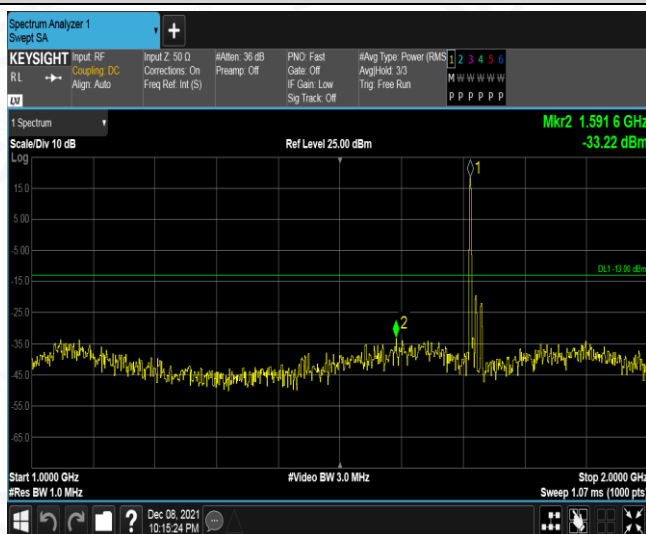 Spectrum Analyzer 1
Swept SA
+
KEYSIGHT
RL
LXI
Input: RF
Coupling: DC
Align: Auto
Input Z: 50 Ω
Corrections: On
Freq Ref: Int (S)
#Atten: 36 dB
Preamp: Off
PNO: Fast
Gate: Off
IF Gain: Low
Sig Track: Off
#Avg Type: Power (RMS
Avg|Hold: 3/3
Trig: Free Run
1 2 3 4 5 6
M W W W W W
P P P P P P
1 Spectrum
Scale/Div 10 dB
Log
Ref Level 25.00 dBm
Mkr2 1.591 6 GHz
-33.22 dBm
15.0
5.00
-5.00
-15.0
-25.0
-35.0
-45.0
-55.0
-65.0
1
2
DL1 -13.00 dBm
Start 1.0000 GHz
#Res BW 1.0 MHz
#Video BW 3.0 MHz
Stop 2.0000 GHz
Sweep 1.07 ms (1000 pts)
?
Dec 08, 2021
10:15:24 PM